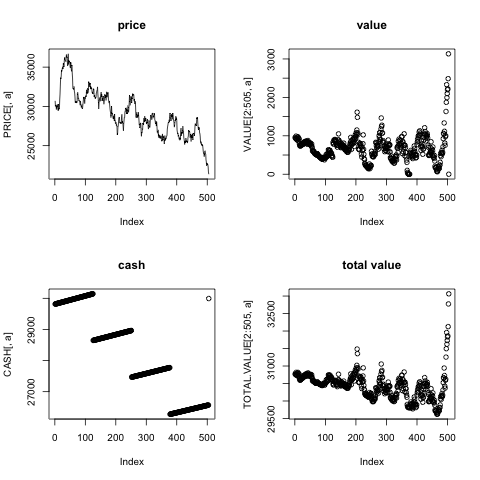 price
PRICE[, a]
35000
30000
25000
0 100 200 300 400 500
Index
value
VALUE[2:505, a]
3000
2000
1000
0
0 100 200 300 400 500
Index
cash
CASH[, a]
29000
27000
0 100 200 300 400 500
Index
total value
TOTAL.VALUE[2:505, a]
32500
31000
29500
0 100 200 300 400 500
Index